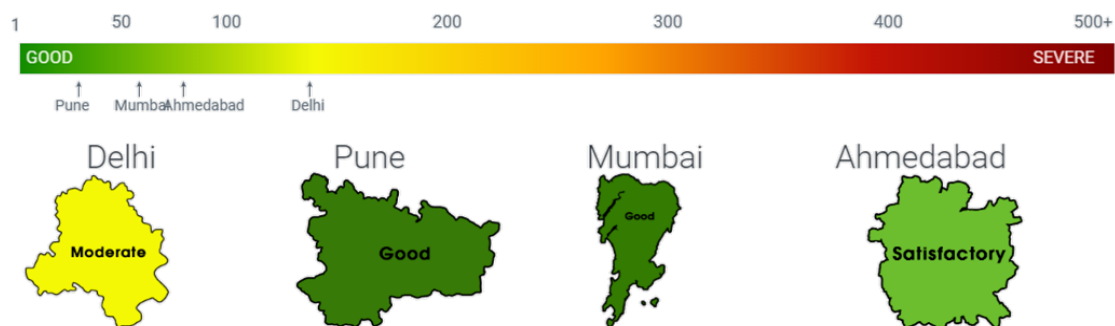 1 50 100 200 300 400 500+
GOOD SEVERE
Pune Mumbai Ahmedabad Delhi
Delhi Pune Mumbai Ahmedabad
Moderate Good Good Satisfactory